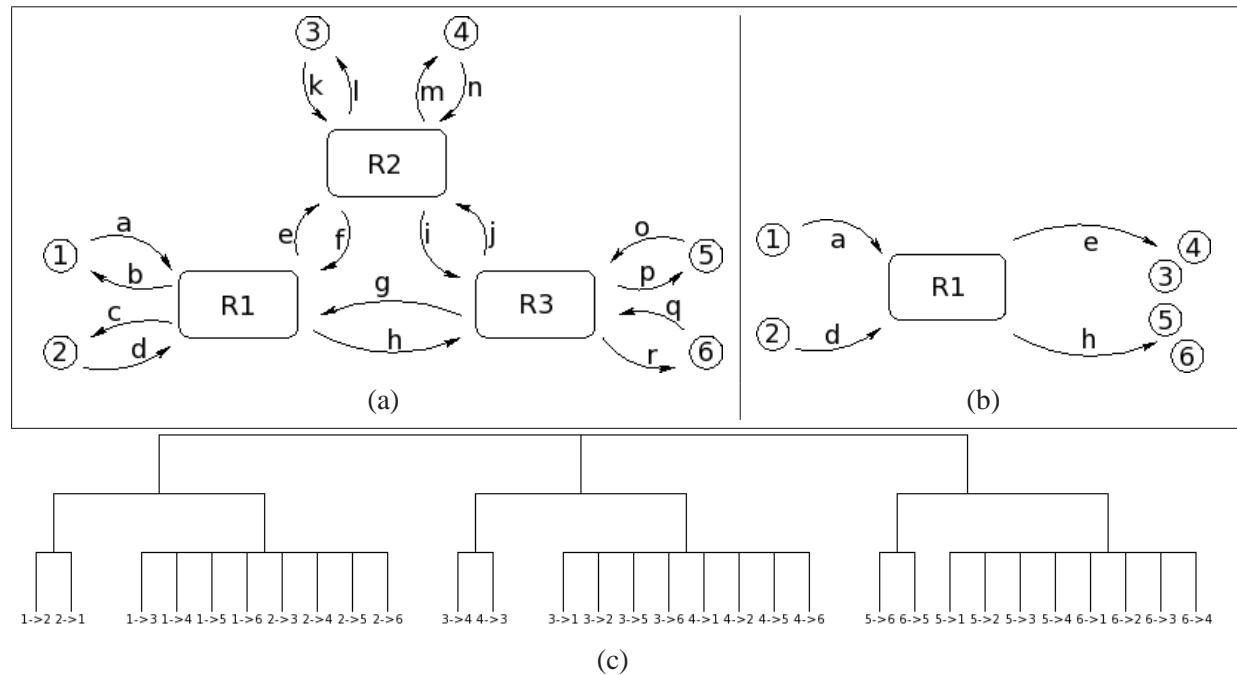 3 4
k l m n
R2
a e f i j o
1 5
b p
R1 g R3
c q
2 d h r 6
(a)
1 a e 4
3
R1
5
2 d h 6
(b)
1->2 2->1 1->3 1->4 1->5 1->6 2->3 2->4 2->5 2->6 3->4 4->3 3->1 3->2 3->5 3->6 4->1 4->2 4->5 4->6 5->6 6->5 5->1 5->2 5->3 5->4 6->1 6->2 6->3 6->4
(c)